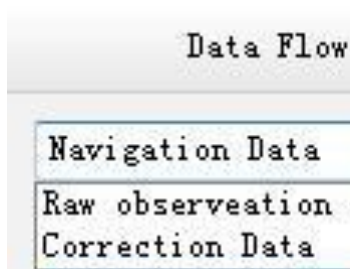 Data Flow
Navigation Data
Raw observeation
Correction Data